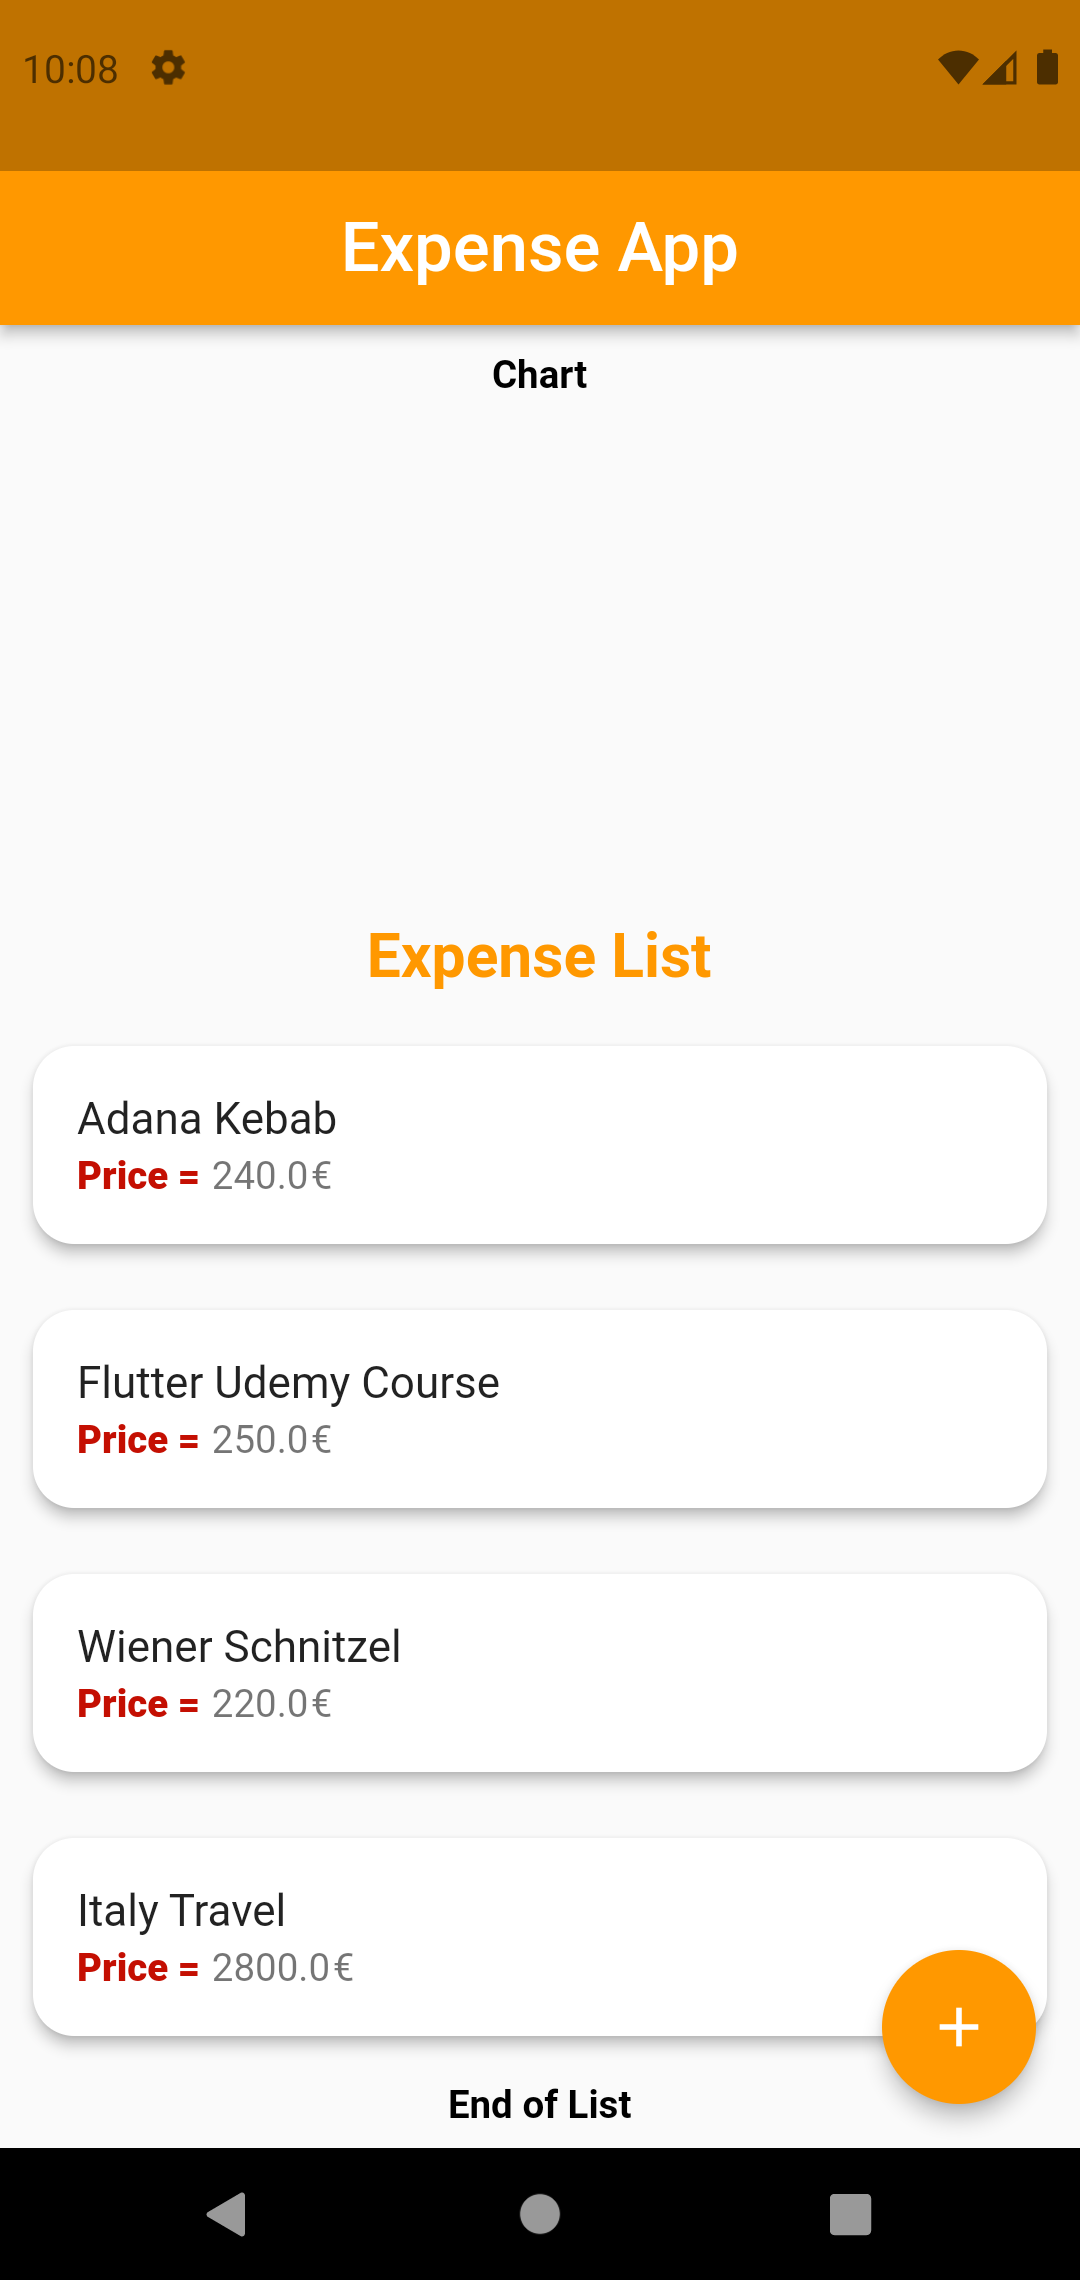 10:08
Expense App
Chart
Expense List
Adana Kebab
Price = 240.0€
Flutter Udemy Course
Price = 250.0€
Wiener Schnitzel
Price = 220.0€
Italy Travel
Price = 2800.0€
End of List